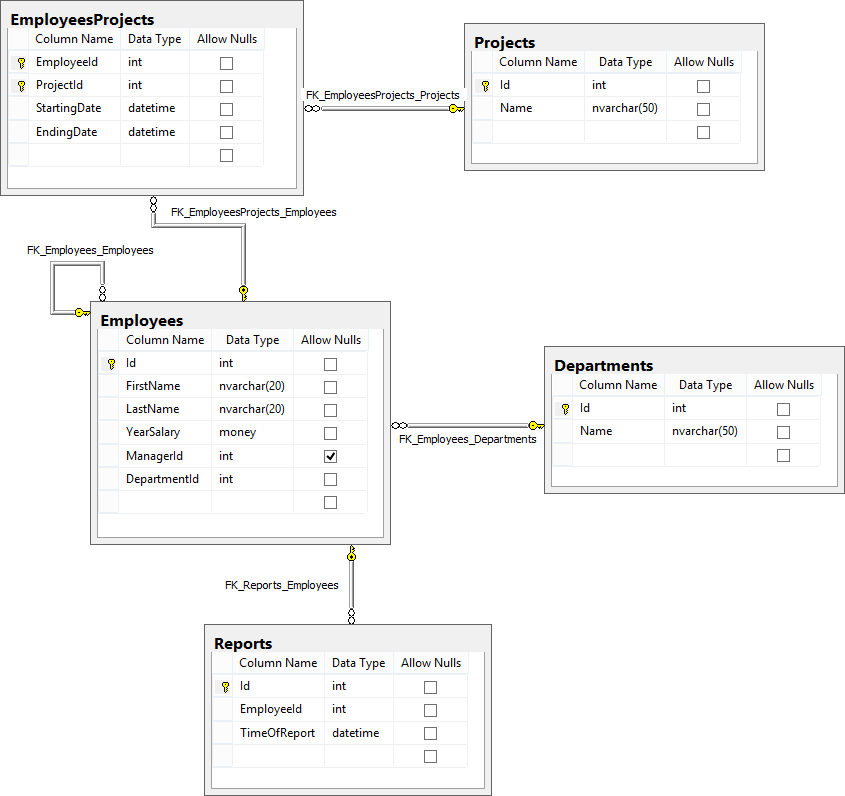 EmployeesProjects
Column Name Data Type Allow Nulls
EmployeeId int
ProjectId int
StartingDate datetime
EndingDate datetime
FK_EmployeesProjects_Projects
Projects
Column Name Data Type Allow Nulls
Id int
Name nvarchar(50)
FK_EmployeesProjects_Employees
FK_Employees_Employees
Employees
Column Name Data Type Allow Nulls
Id int
FirstName nvarchar(20)
LastName nvarchar(20)
YearSalary money
ManagerId int
DepartmentId int
FK_Employees_Departments
Departments
Column Name Data Type Allow Nulls
Id int
Name nvarchar(50)
FK_Reports_Employees
Reports
Column Name Data Type Allow Nulls
Id int
EmployeeId int
TimeOfReport datetime